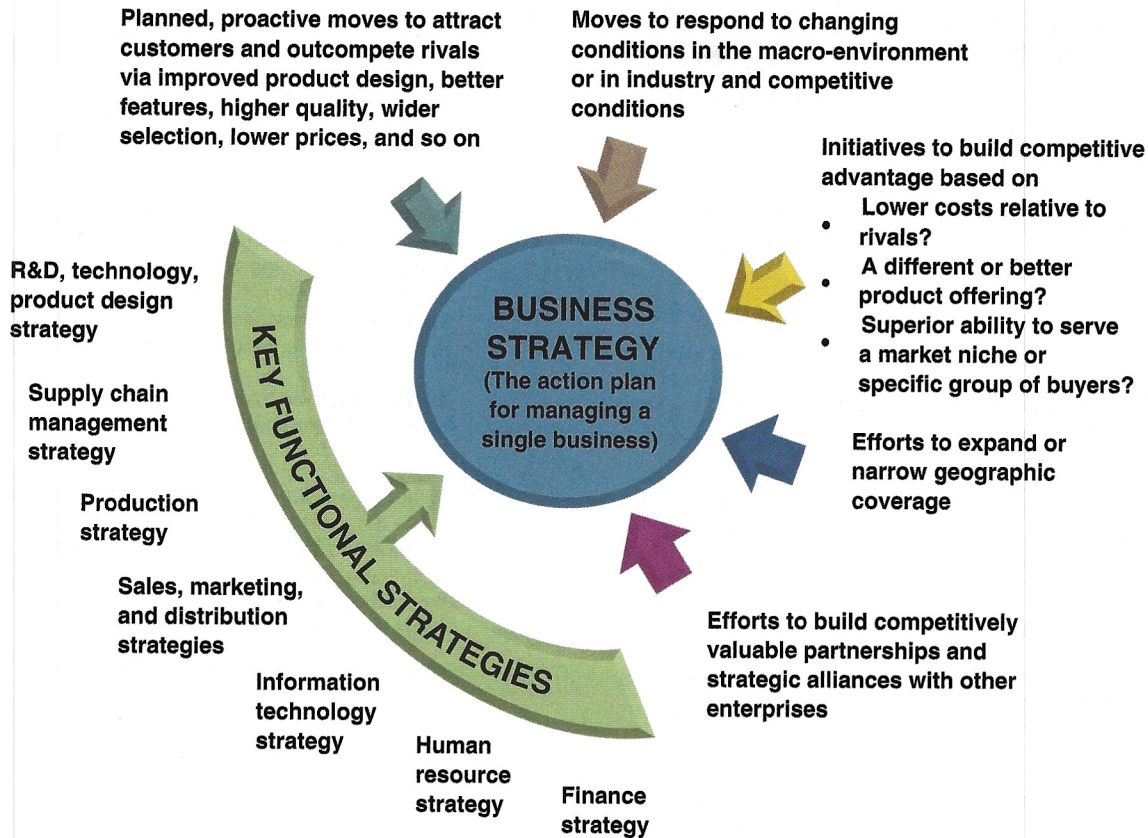 Planned, proactive moves to attract
customers and outcompete rivals
via improved product design, better
features, higher quality, wider
selection, lower prices, and so on
Moves to respond to changing
conditions in the macro-environment
or in industry and competitive
conditions
Initiatives to build competitive
advantage based on
• Lower costs relative to
rivals?
• A different or better
product offering?
• Superior ability to serve
a market niche or
specific group of buyers?
Efforts to expand or
narrow geographic
coverage
Efforts to build competitively
valuable partnerships and
strategic alliances with other
enterprises
BUSINESS
STRATEGY
(The action plan
for managing a
single business)
KEY FUNCTIONAL STRATEGIES
R&D, technology,
product design
strategy
Supply chain
management
strategy
Production
strategy
Sales, marketing,
and distribution
strategies
Information
technology
strategy
Human
resource
strategy
Finance
strategy